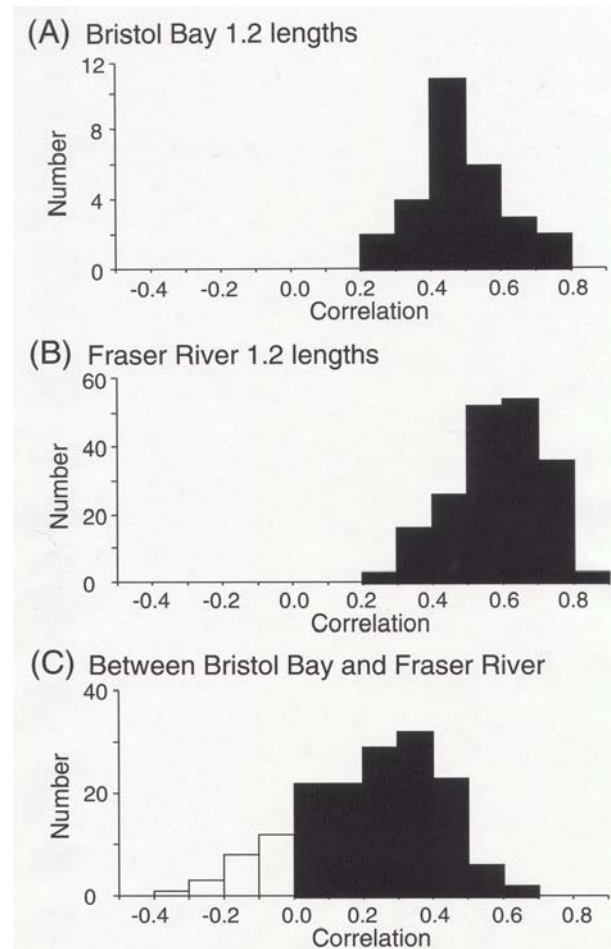 (A) Bristol Bay 1.2 lengths
12
8
4
0
Number
-0.4 -0.2 0.0 0.2 0.4 0.6 0.8
Correlation
(B) Fraser River 1.2 lengths
60
40
20
0
Number
-0.4 -0.2 0.0 0.2 0.4 0.6 0.8
Correlation
(C) Between Bristol Bay and Fraser River
40
20
0
Number
-0.4 -0.2 0.0 0.2 0.4 0.6 0.8
Correlation